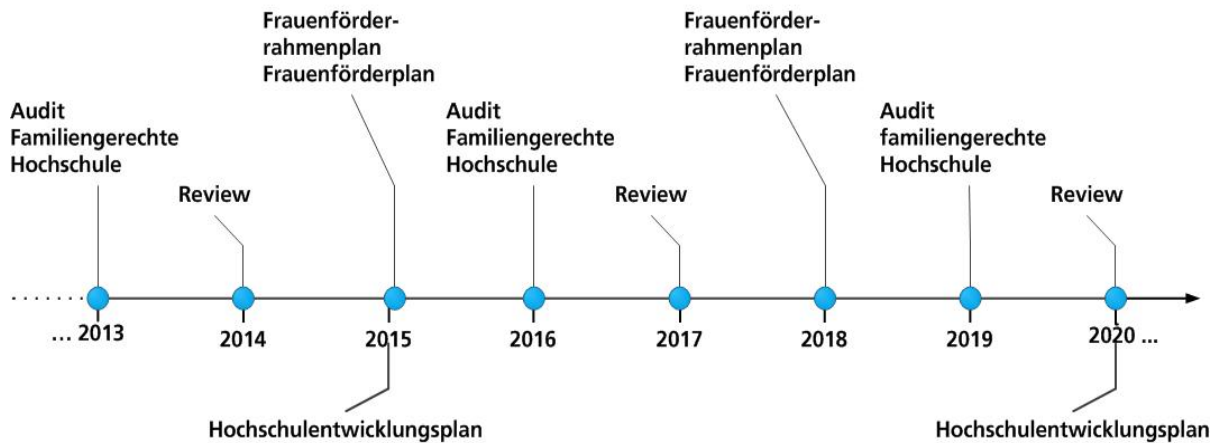 Frauenförder-
rahmenplan
Frauenförderplan
Frauenförder-
rahmenplan
Frauenförderplan
Audit
Familiengerechte
Hochschule
Audit
Familiengerechte
Hochschule
Audit
familiengerechte
Hochschule
Review
Review
Review
... 2013
2014
2015
2016
2017
2018
2019
2020 ...
Hochschulentwicklungsplan
Hochschulentwicklungsplan